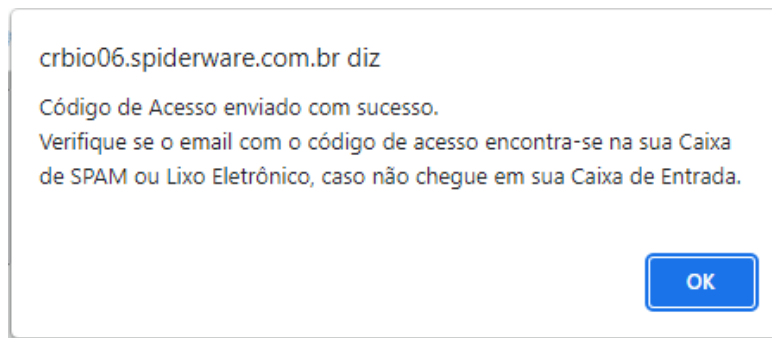 crbio06.spiderware.com.br diz
Código de Acesso enviado com sucesso.
Verifique se o email com o código de acesso encontra-se na sua Caixa
de SPAM ou Lixo Eletrônico, caso não chegue em sua Caixa de Entrada.
OK